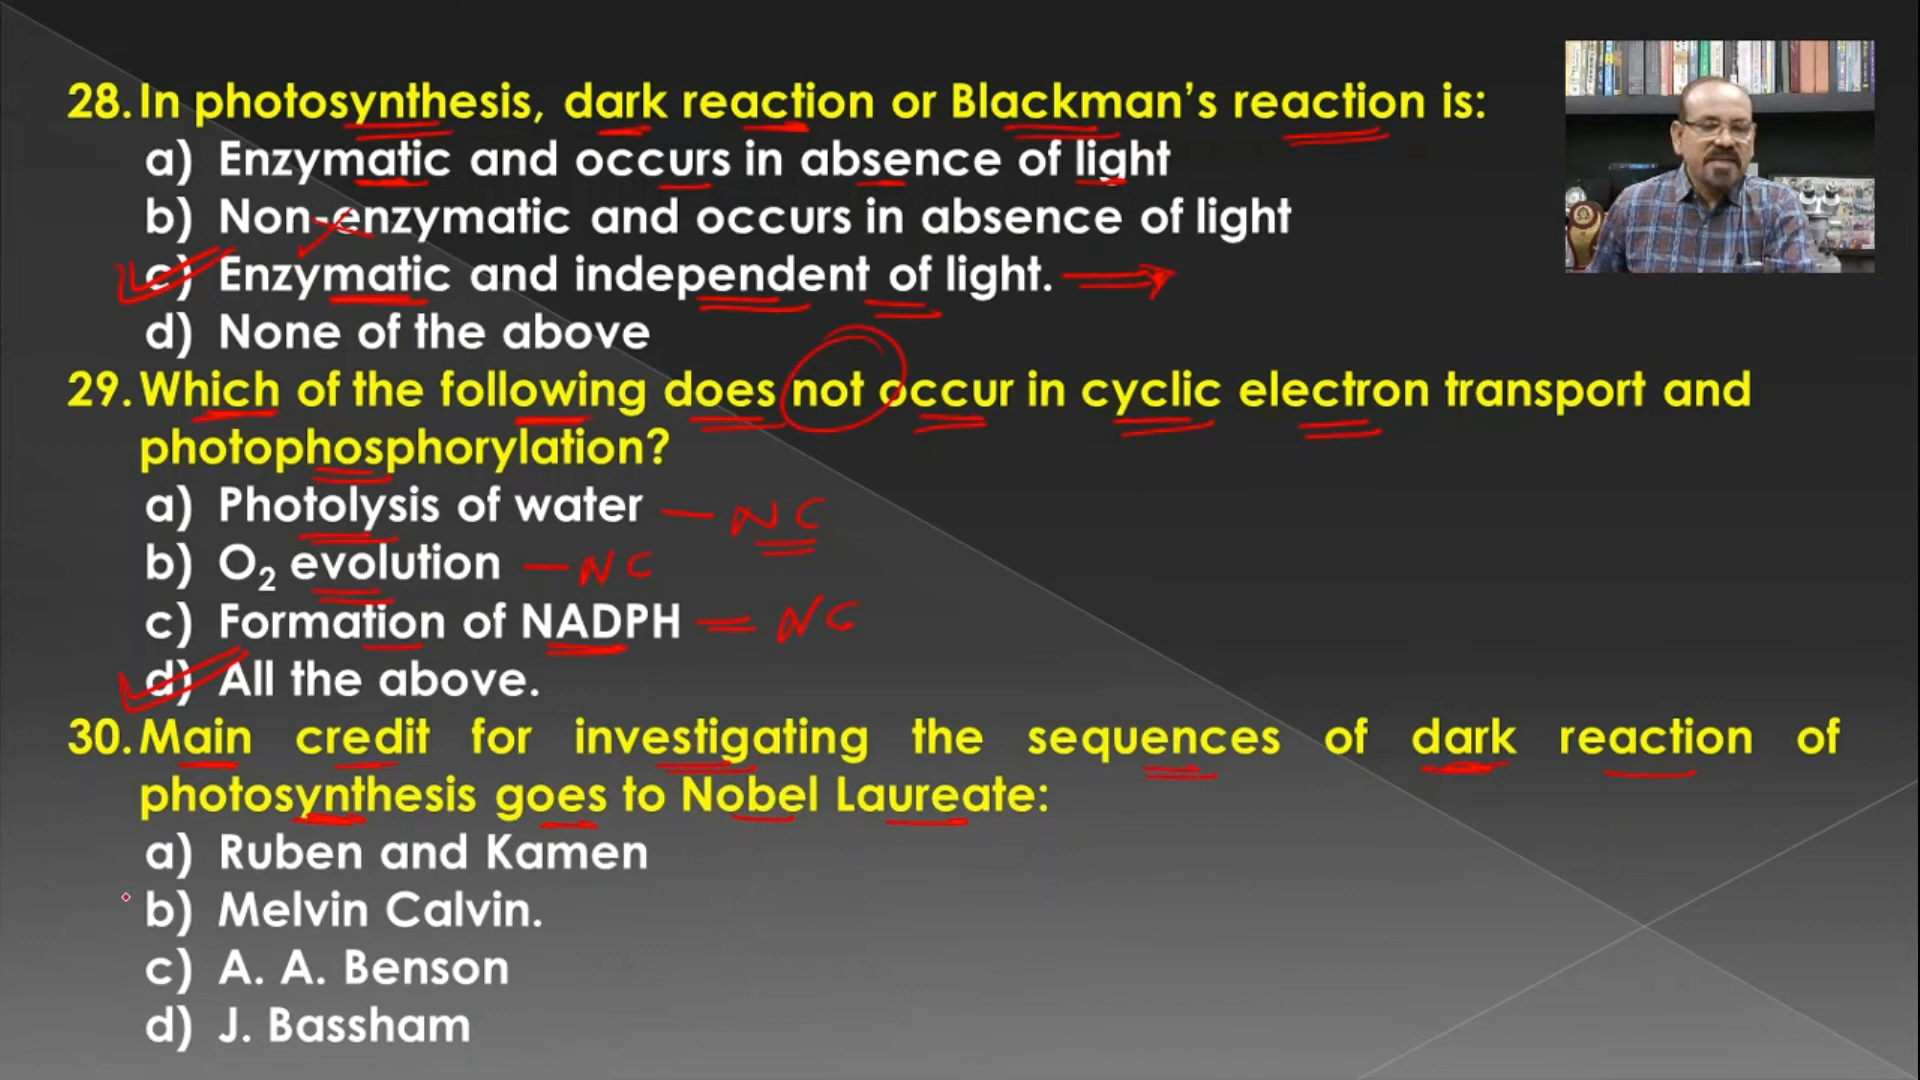 28. In photosynthesis, dark reaction or Blackman's reaction is:
a) Enzymatic and occurs in absence of light
b) Non-enzymatic and occurs in absence of light
c) Enzymatic and independent of light.
d) None of the above
29. Which of the following does not occur in cyclic electron transport and
photophosphorylation?
a) Photolysis of water — NC
b) O₂ evolution — NC
c) Formation of NADPH = NC
d) All the above.
30. Main credit for investigating the sequences of dark reaction of
photosynthesis goes to Nobel Laureate:
a) Ruben and Kamen
b) Melvin Calvin.
c) A. A. Benson
d) J. Bassham